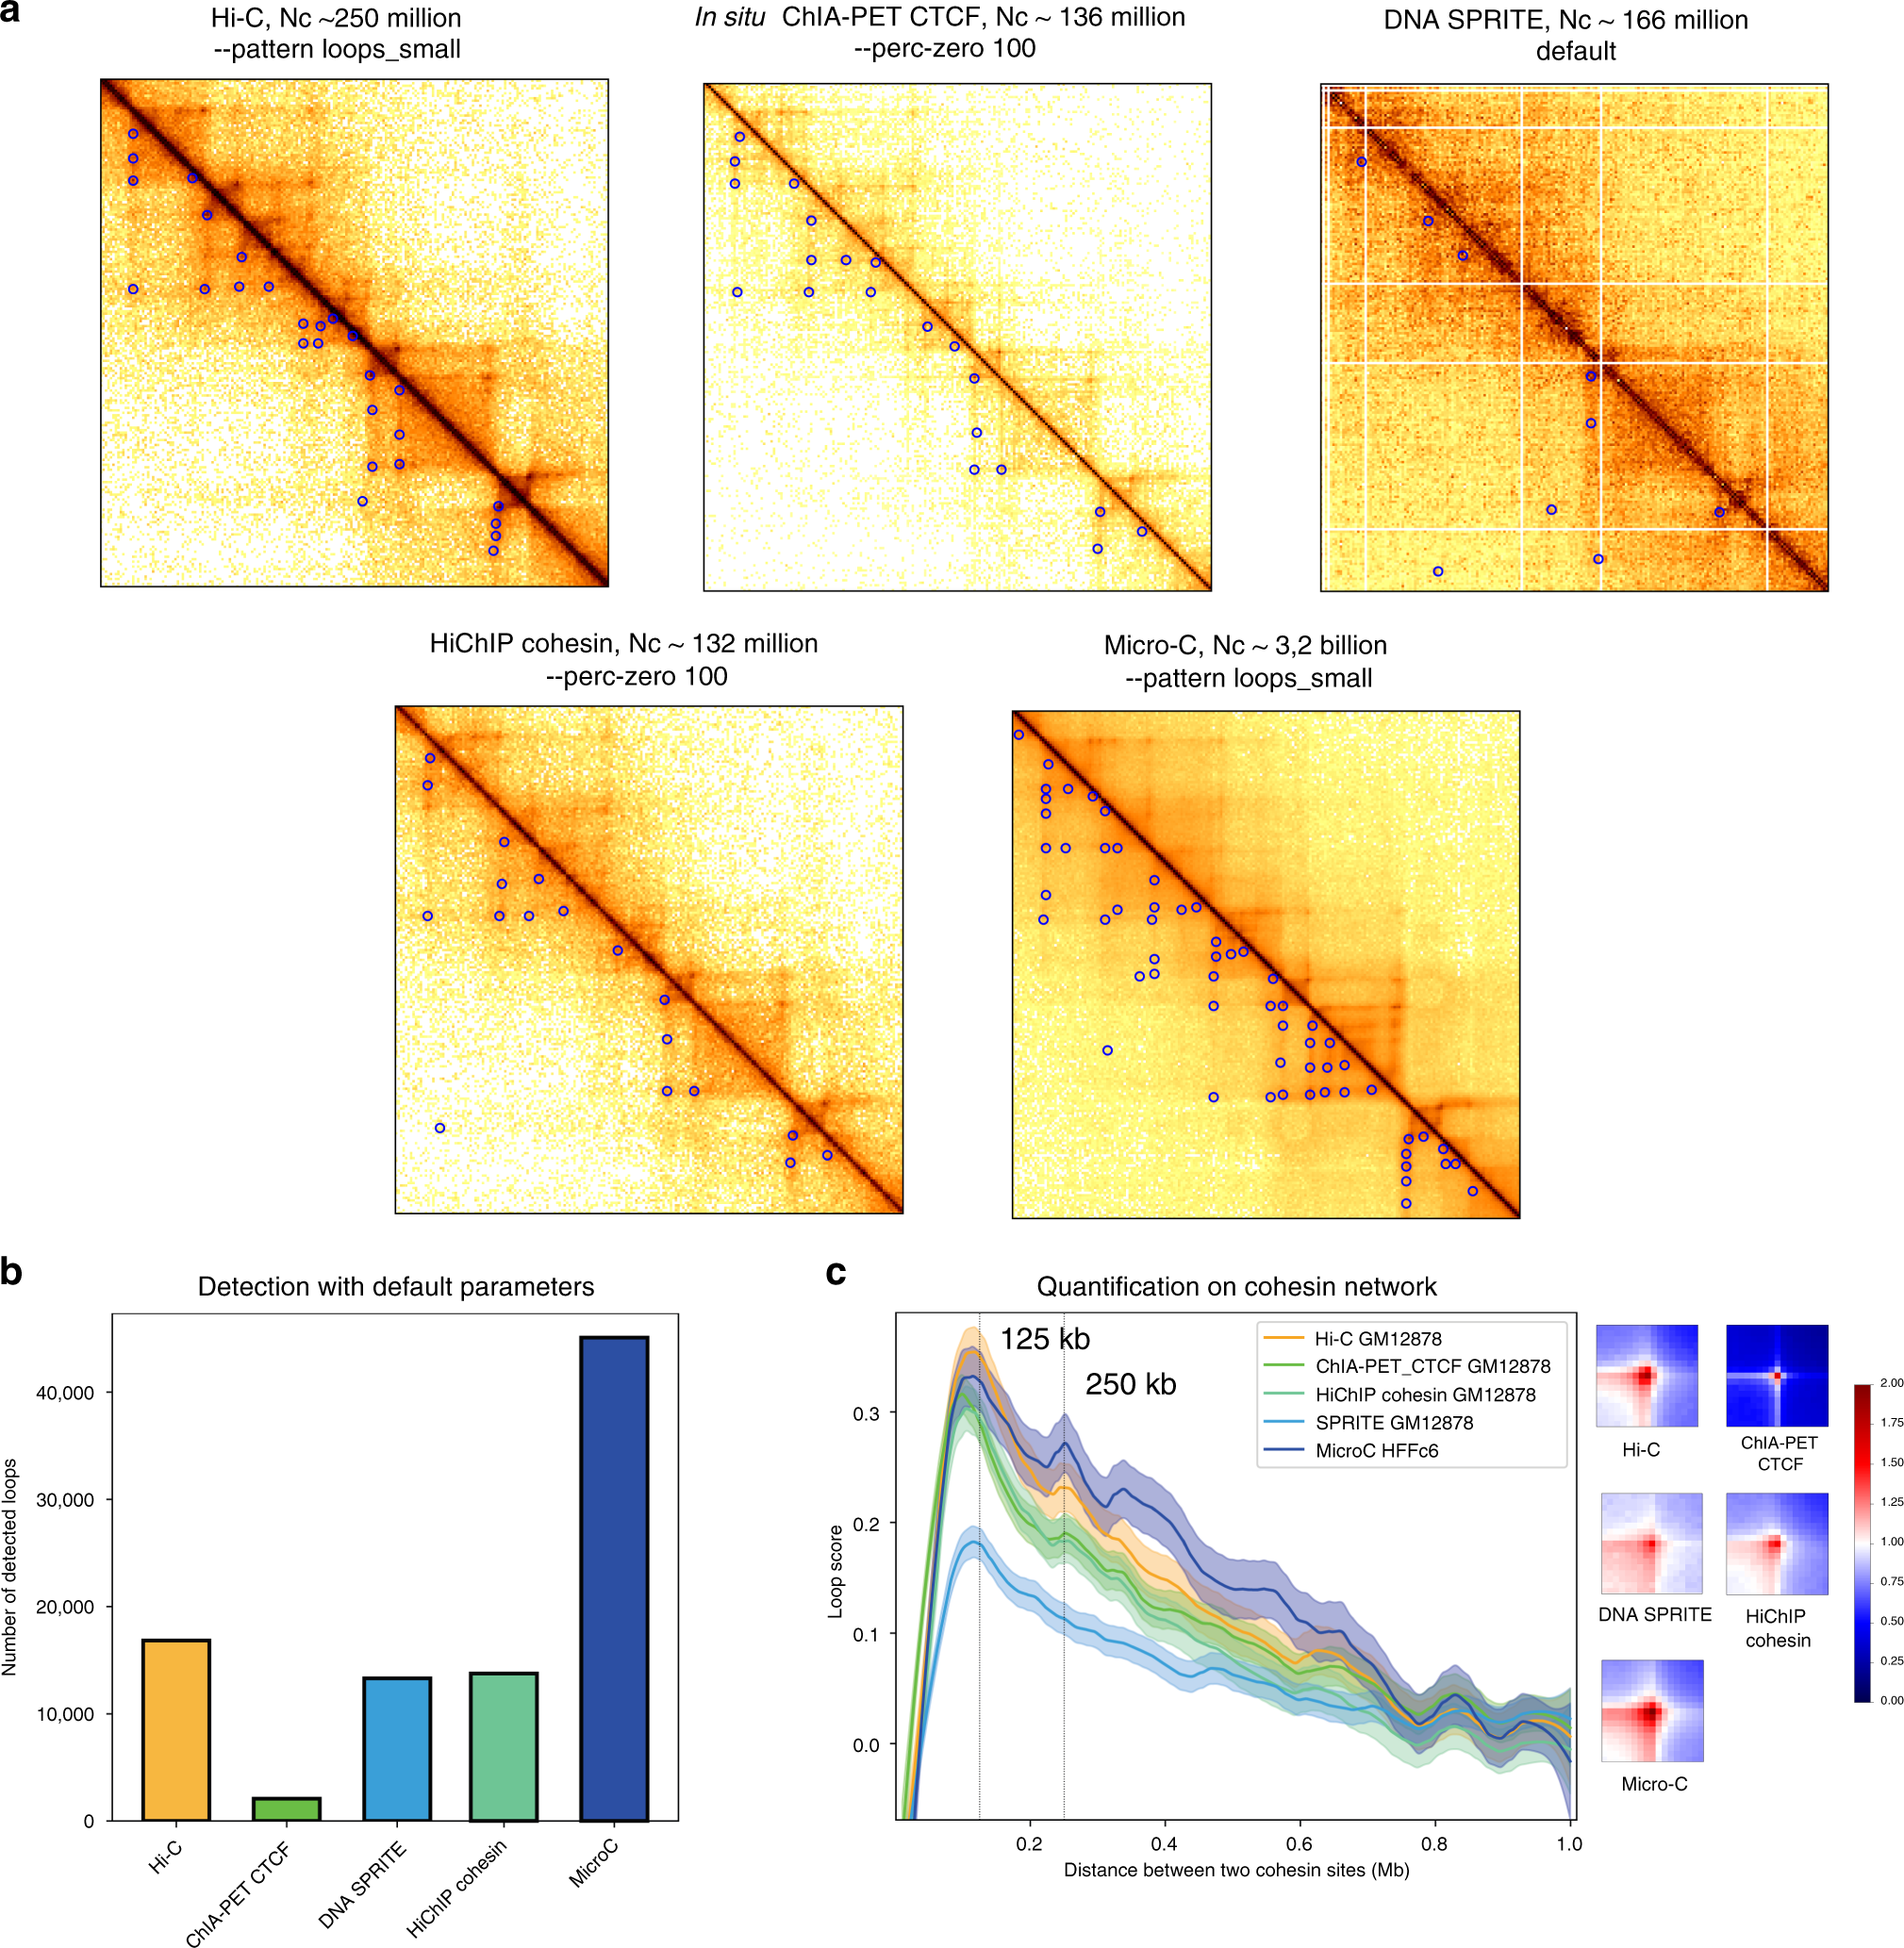 a
Hi-C, Nc ~250 million
--pattern loops_small
In situ ChIA-PET CTCF, Nc ~ 136 million
--perc-zero 100
DNA SPRITE, Nc ~ 166 million
default
HiChIP cohesin, Nc ~ 132 million
--perc-zero 100
Micro-C, Nc ~ 3,2 billion
--pattern loops_small
b
Detection with default parameters
Number of detected loops
40,000
30,000
20,000
10,000
0
Hi-C
ChIA-PET CTCF
DNA SPRITE
HiChIP cohesin
MicroC
c
Quantification on cohesin network
125 kb
250 kb
Hi-C GM12878
ChIA-PET_CTCF GM12878
HiChIP cohesin GM12878
SPRITE GM12878
MicroC HFFc6
Loop score
0.3
0.2
0.1
0.0
0.2
0.4
0.6
0.8
1.0
Distance between two cohesin sites (Mb)
Hi-C
ChIA-PET
CTCF
DNA SPRITE
HiChIP
cohesin
Micro-C
2.00
1.75
1.50
1.25
1.00
0.75
0.50
0.25
0.00